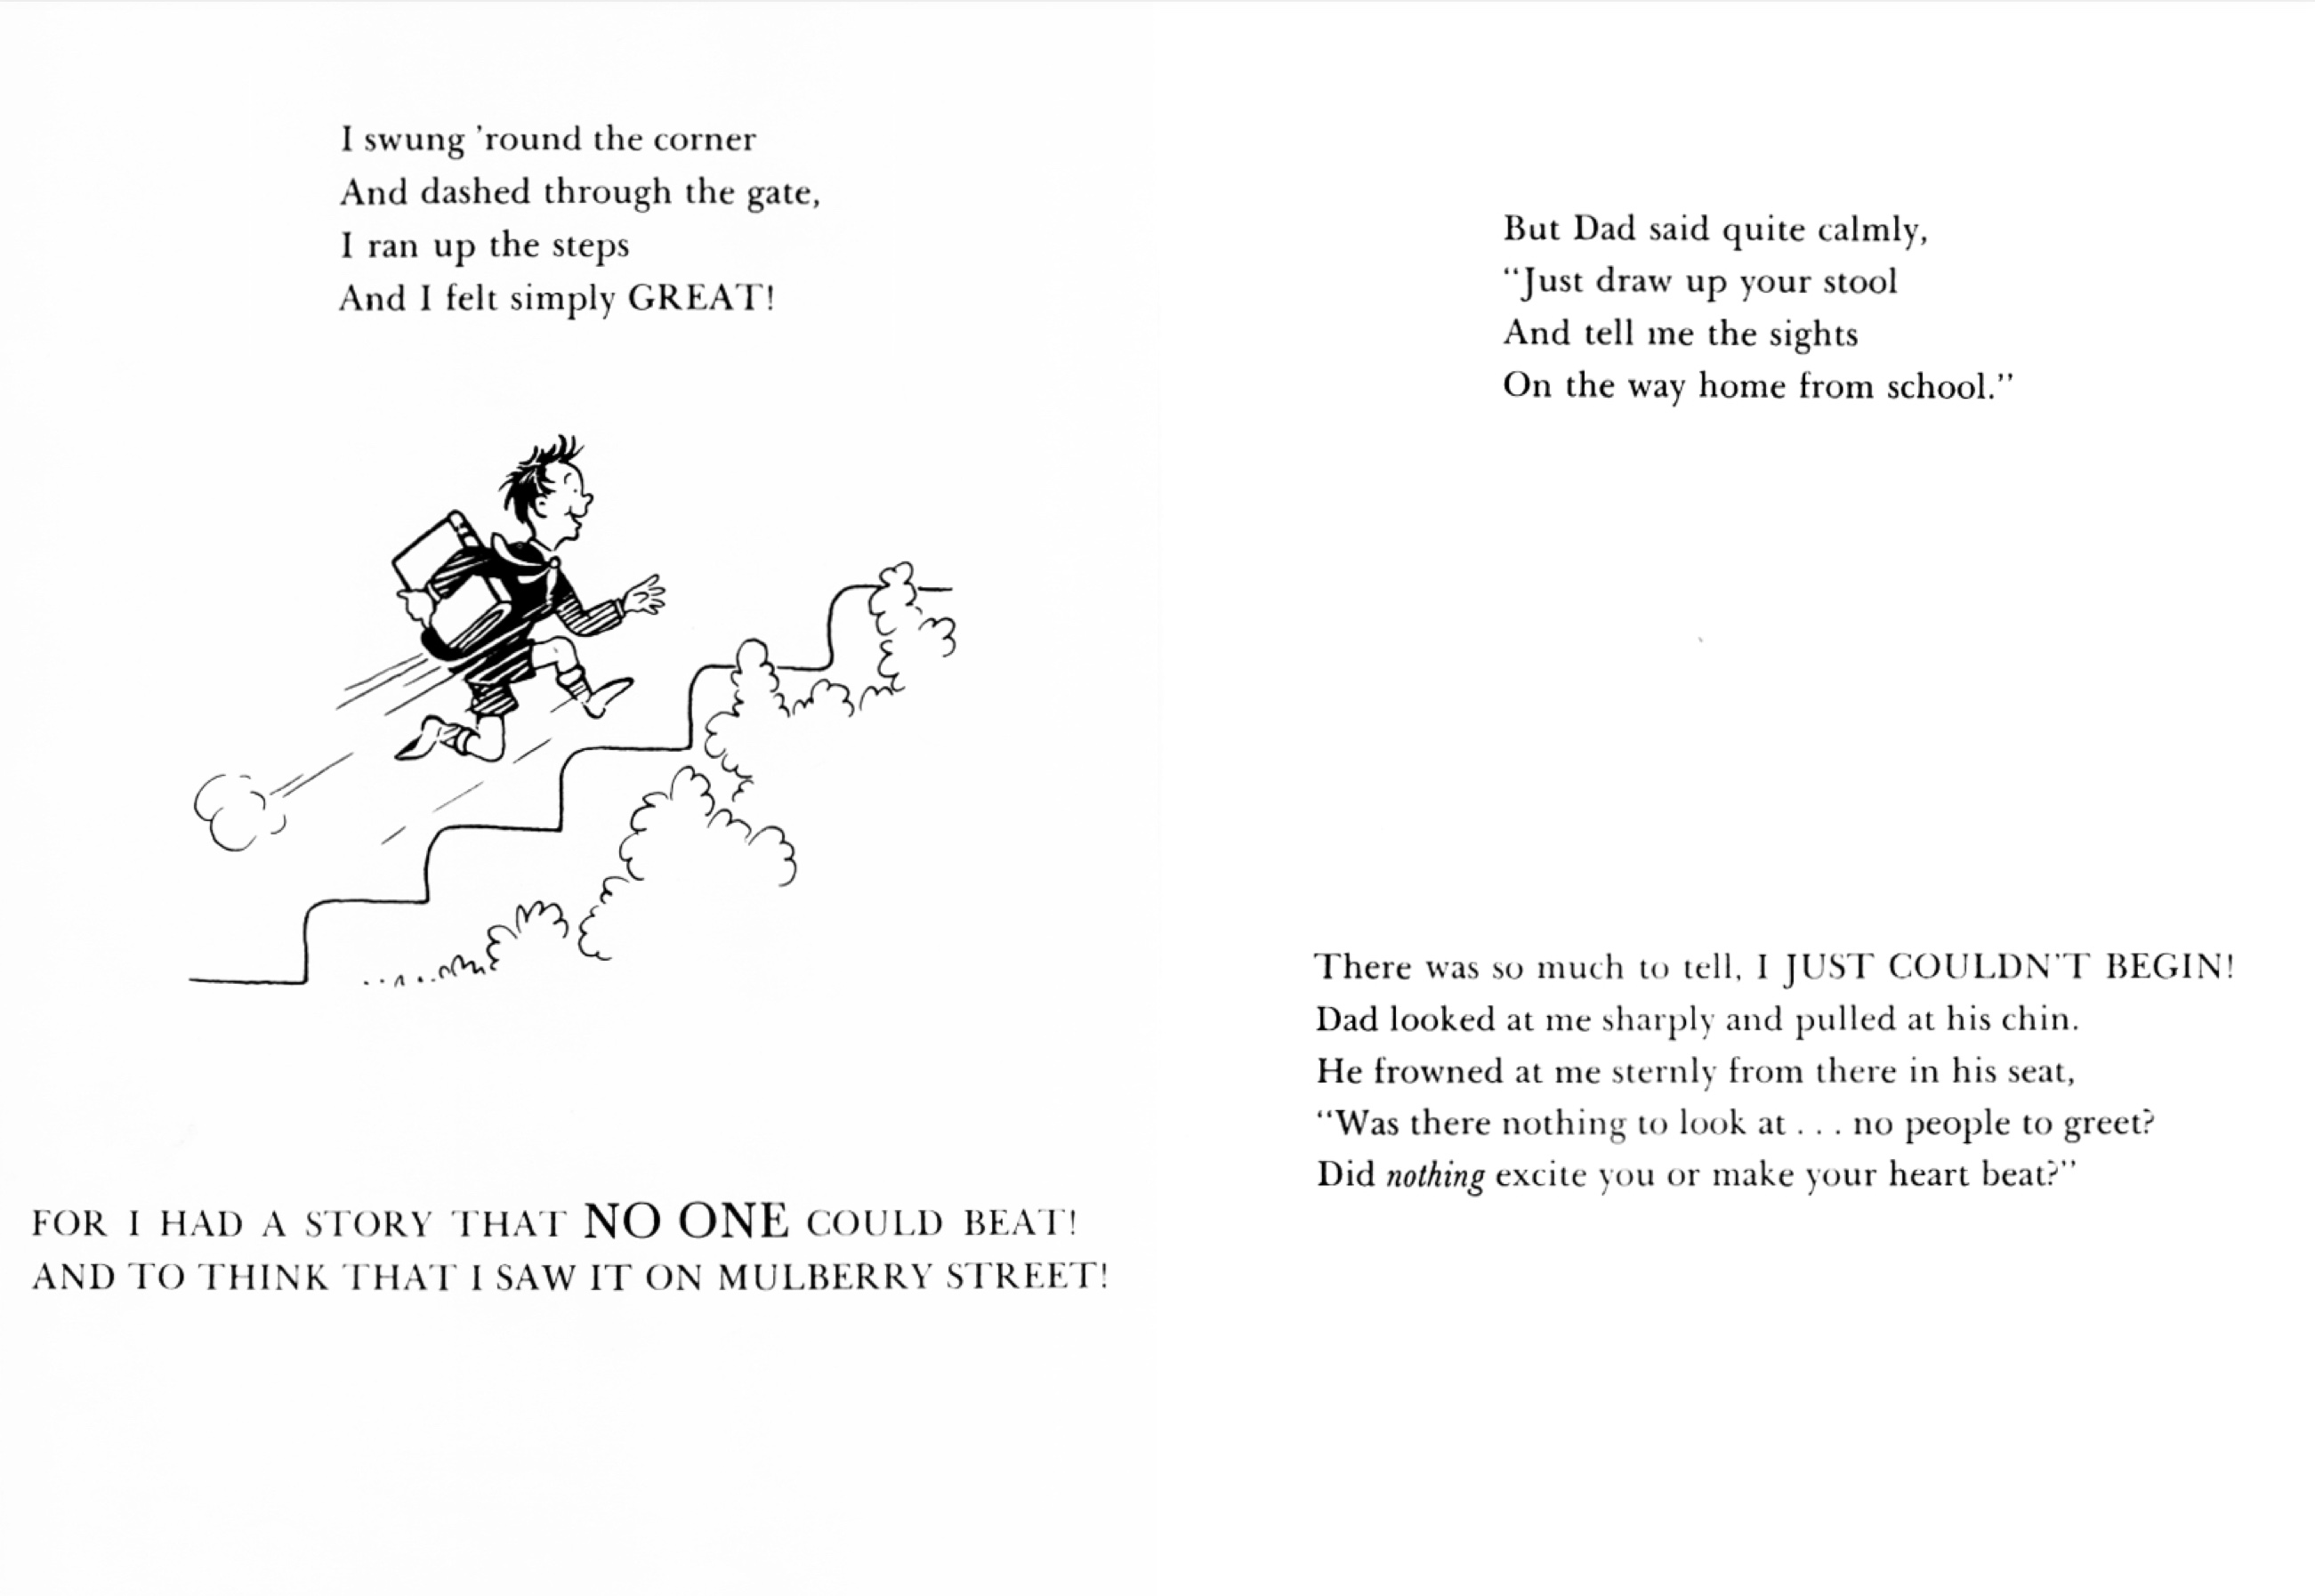 I swung 'round the corner
And dashed through the gate,
I ran up the steps
And I felt simply GREAT!
FOR I HAD A STORY THAT NO ONE COULD BEAT!
AND TO THINK THAT I SAW IT ON MULBERRY STREET!
But Dad said quite calmly,
“Just draw up your stool
And tell me the sights
On the way home from school.”
There was so much to tell, I JUST COULDN'T BEGIN!
Dad looked at me sharply and pulled at his chin.
He frowned at me sternly from there in his seat,
“Was there nothing to look at . . . no people to greet?
Did nothing excite you or make your heart beat?”